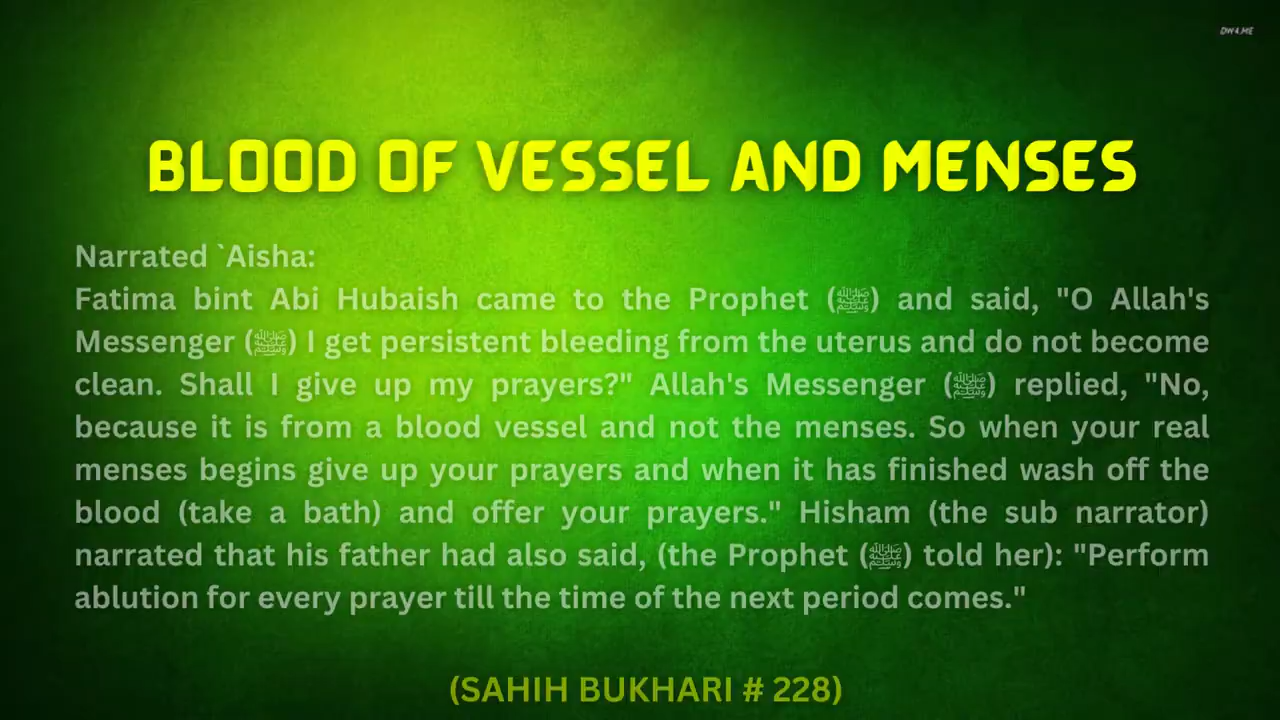 DW4.ME
BLOOD OF VESSEL AND MENSES
Narrated `Aisha:
Fatima bint Abi Hubaish came to the Prophet (ﷺ) and said, "O Allah's
Messenger (ﷺ) I get persistent bleeding from the uterus and do not become
clean. Shall I give up my prayers?" Allah's Messenger (ﷺ) replied, "No,
because it is from a blood vessel and not the menses. So when your real
menses begins give up your prayers and when it has finished wash off the
blood (take a bath) and offer your prayers." Hisham (the sub narrator)
narrated that his father had also said, (the Prophet (ﷺ) told her): "Perform
ablution for every prayer till the time of the next period comes."
(SAHIH BUKHARI # 228)